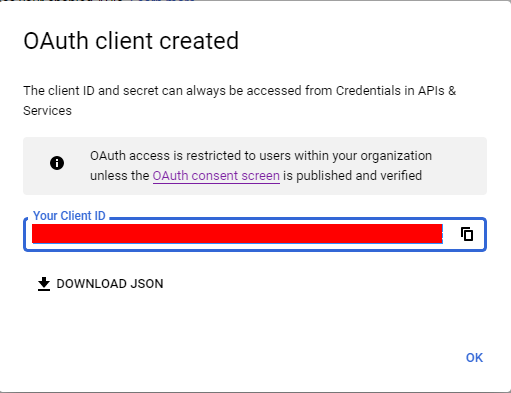 OAuth client created
The client ID and secret can always be accessed from Credentials in APIs &
Services
OAuth access is restricted to users within your organization
unless the OAuth consent screen is published and verified
Your Client ID
DOWNLOAD JSON
OK